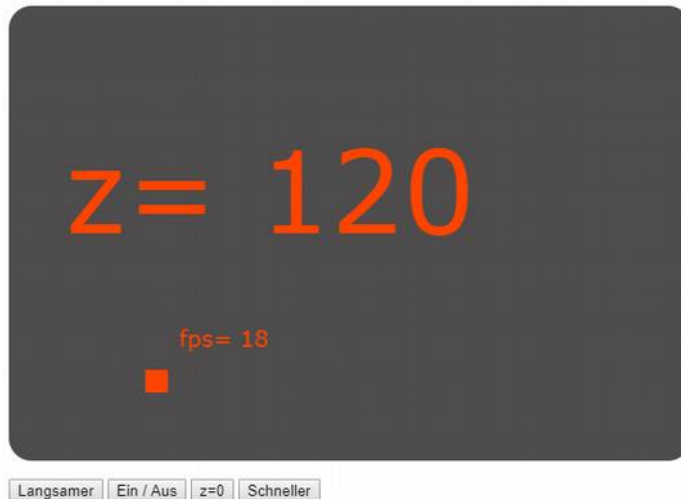 z= 120
fps= 18
Langsamer Ein / Aus z=0 Schneller